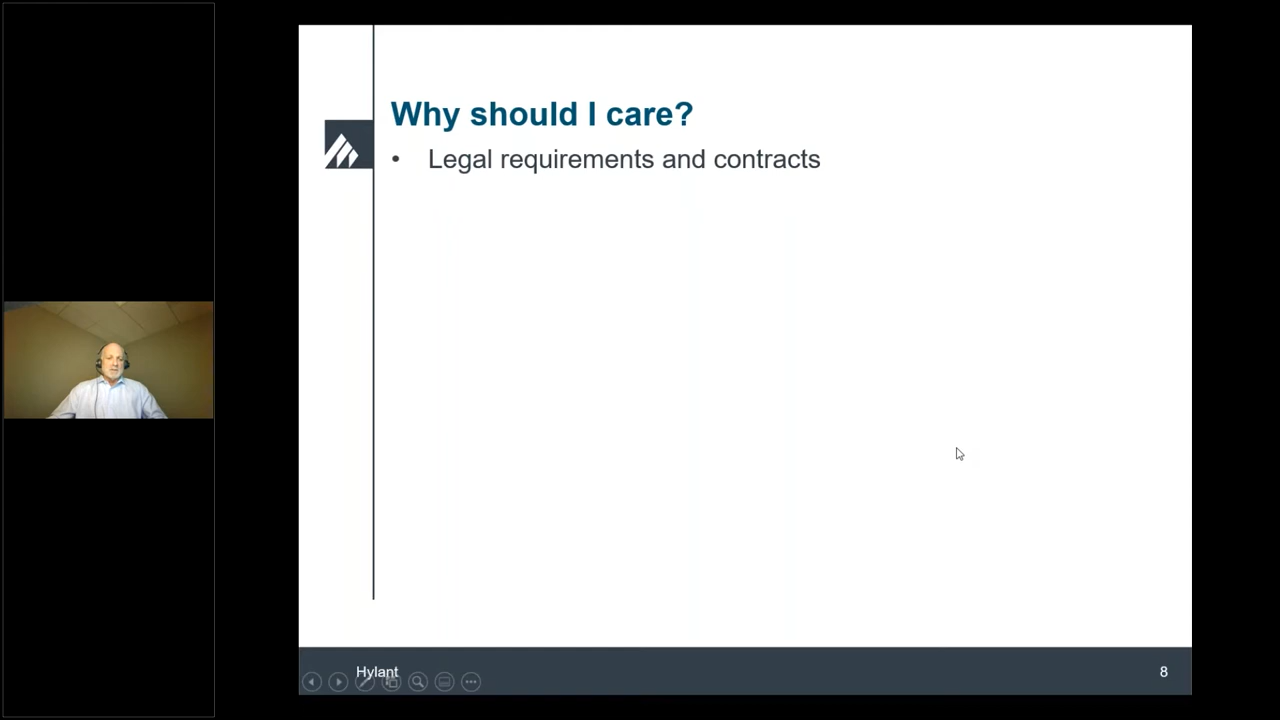 Why should I care?
• Legal requirements and contracts
Hylant
8